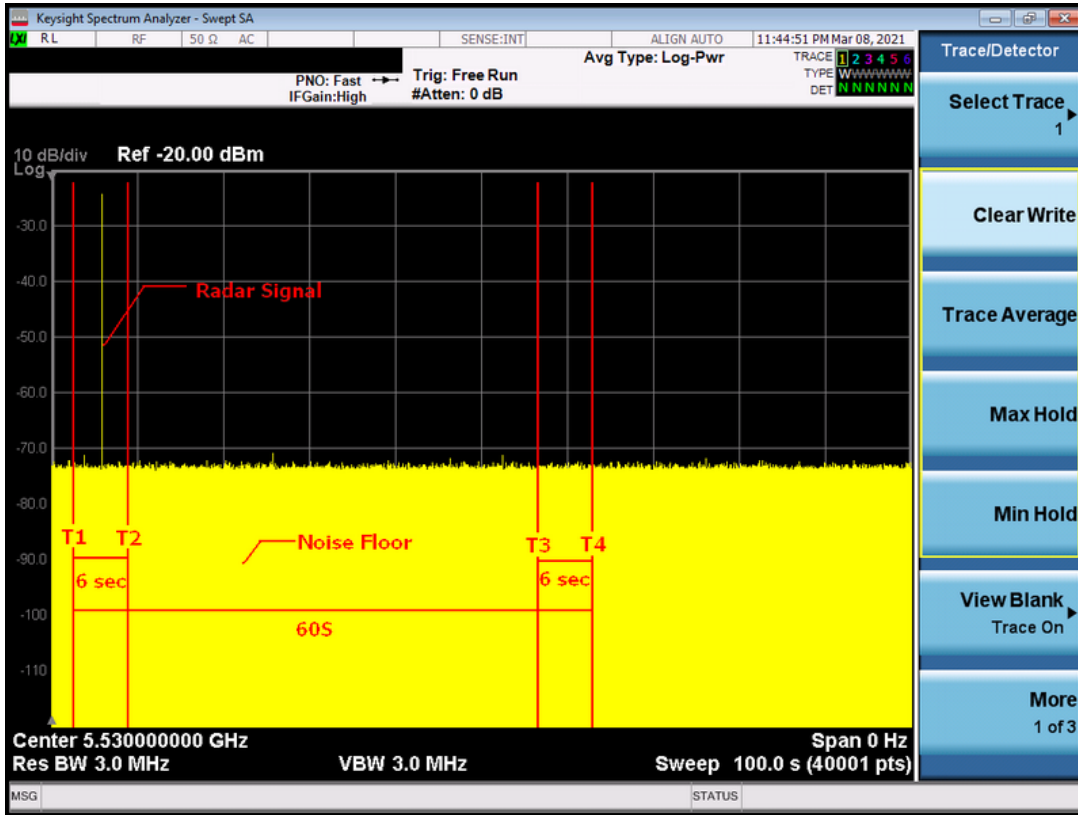 Keysight Spectrum Analyzer - Swept SA
LXI RL RF 50 Ω AC SENSE:INT ALIGN AUTO 11:44:51 PM Mar 08, 2021
Trace/Detector
Avg Type: Log-Pwr
TRACE 1 2 3 4 5 6
PNO: Fast Trig: Free Run
TYPE WWWWWW
IFGain:High #Atten: 0 dB
DET N N N N N N
Select Trace
1
10 dB/div Ref -20.00 dBm
Log
Clear Write
-30.0
-40.0
Radar Signal
Trace Average
-50.0
-60.0
Max Hold
-70.0
-80.0
Min Hold
T1 T2 Noise Floor T3 T4
-90.0
6 sec 6 sec
View Blank
Trace On
-100
60S
-110
More
1 of 3
Center 5.530000000 GHz Span 0 Hz
Res BW 3.0 MHz VBW 3.0 MHz Sweep 100.0 s (40001 pts)
MSG STATUS